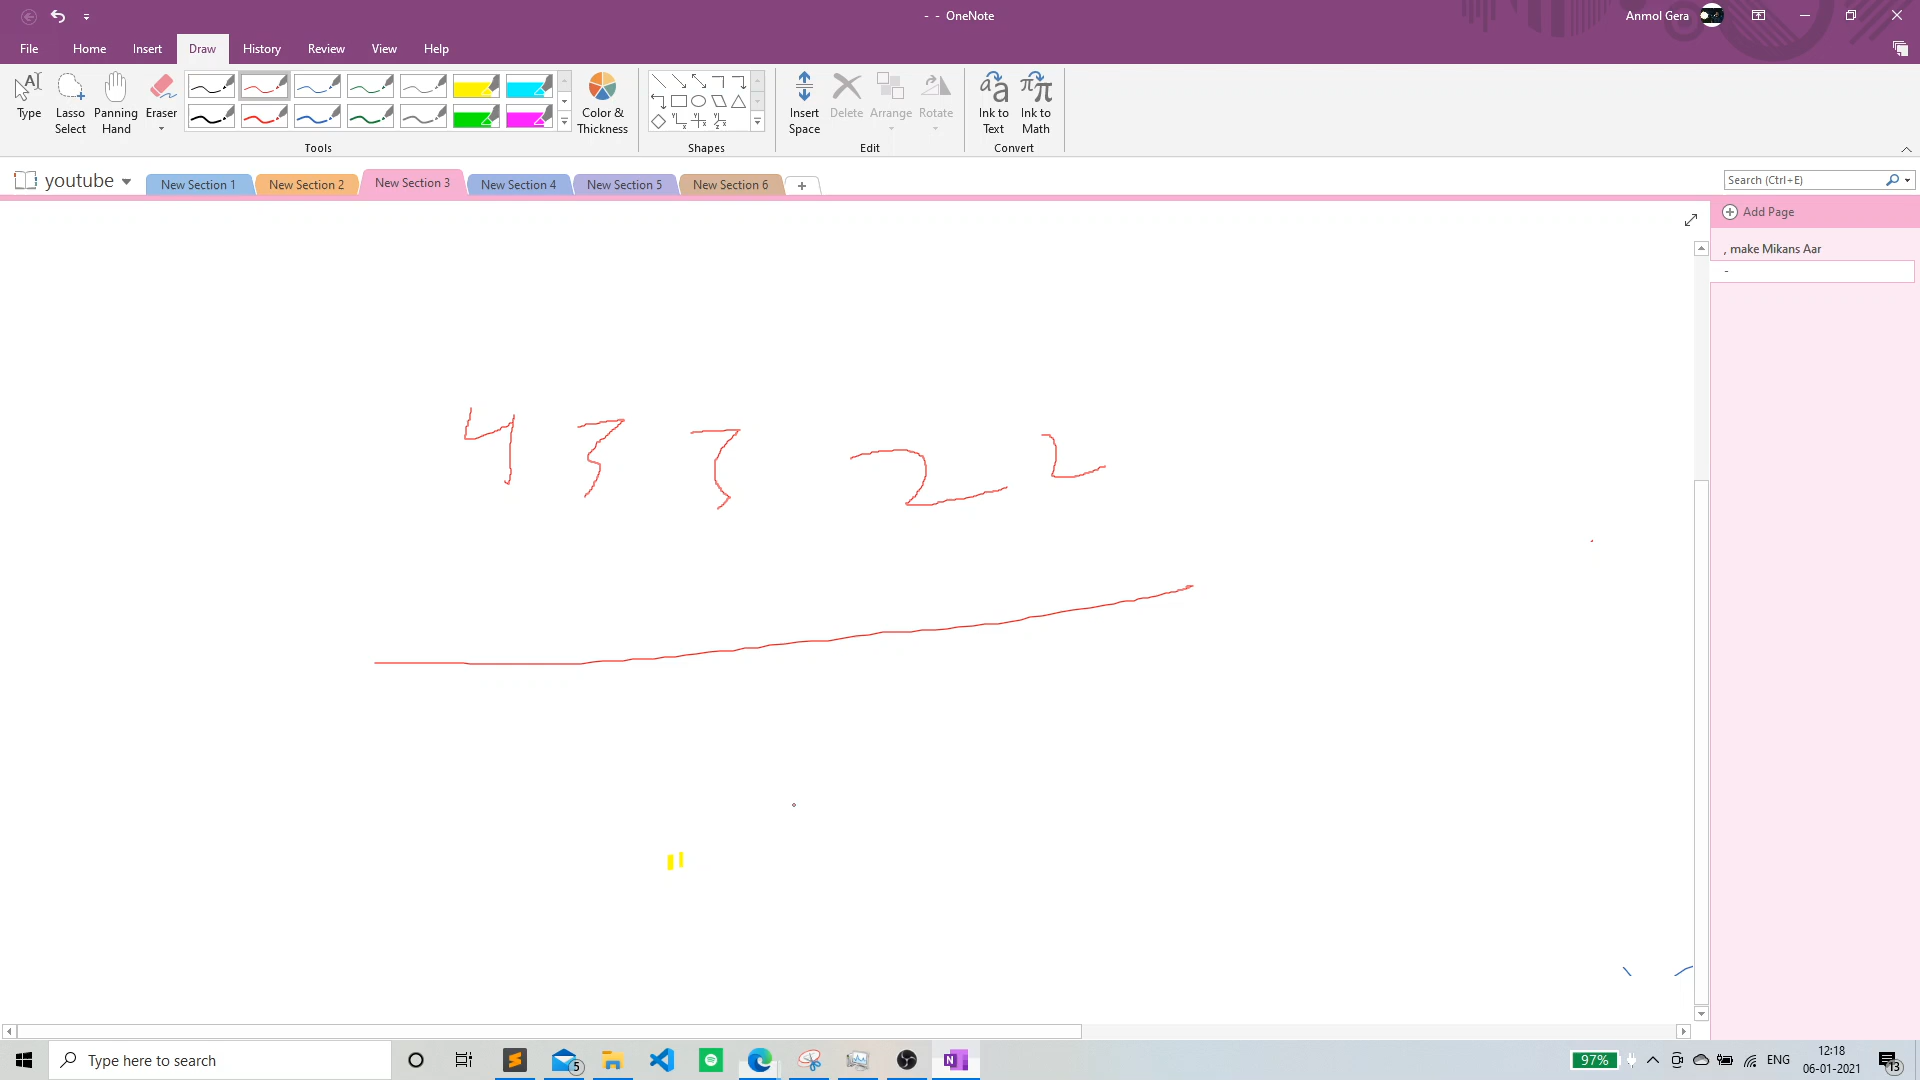 - - OneNote
Anmol Gera
File Home Insert Draw History Review View Help
Type
Lasso Select
Panning Hand
Eraser
Color & Thickness
Insert Space
Delete
Arrange
Rotate
Ink to Text
Ink to Math
Tools
Shapes
Edit
Convert
youtube
New Section 1
New Section 2
New Section 3
New Section 4
New Section 5
New Section 6
Search (Ctrl+E)
Add Page
, make Mikans Aar
-
4 3 3 2 2
Type here to search
5
97%
ENG
12:18
06-01-2021
13